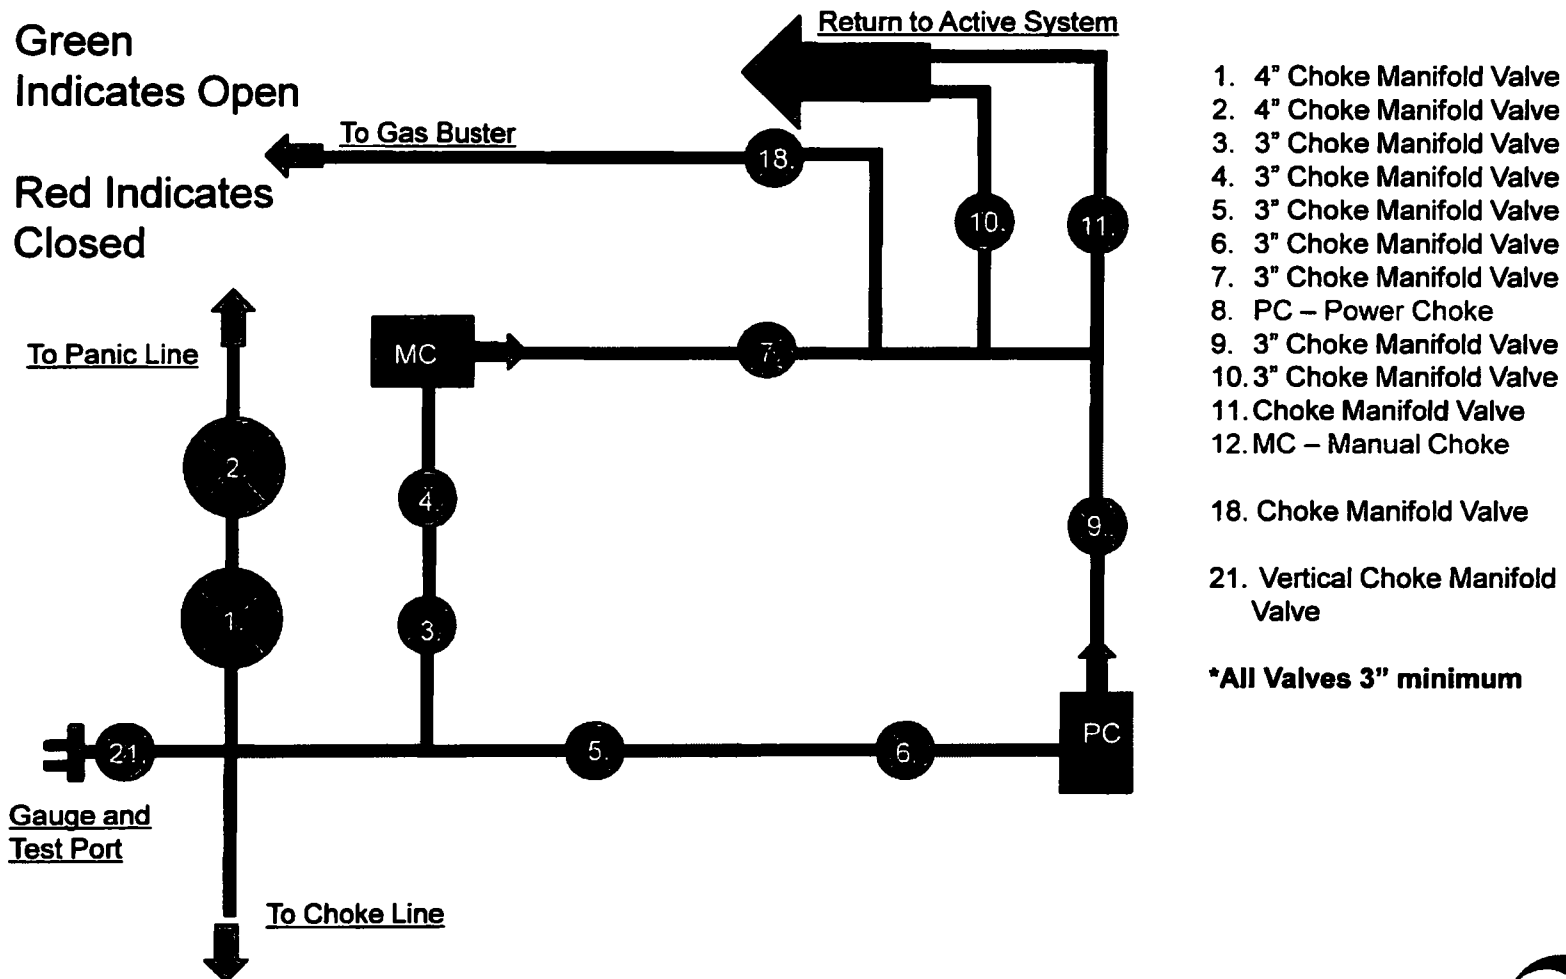 Green
Indicates Open
Red Indicates
Closed
Return to Active System
To Gas Buster
18.
10.
11.
To Panic Line
MC
7.
2.
4.
9.
1.
3.
21.
5.
6.
PC
Gauge and
Test Port
To Choke Line
1. 4" Choke Manifold Valve
2. 4" Choke Manifold Valve
3. 3" Choke Manifold Valve
4. 3" Choke Manifold Valve
5. 3" Choke Manifold Valve
6. 3" Choke Manifold Valve
7. 3" Choke Manifold Valve
8. PC – Power Choke
9. 3" Choke Manifold Valve
10. 3" Choke Manifold Valve
11. Choke Manifold Valve
12. MC – Manual Choke
18. Choke Manifold Valve
21. Vertical Choke Manifold
Valve
*All Valves 3" minimum